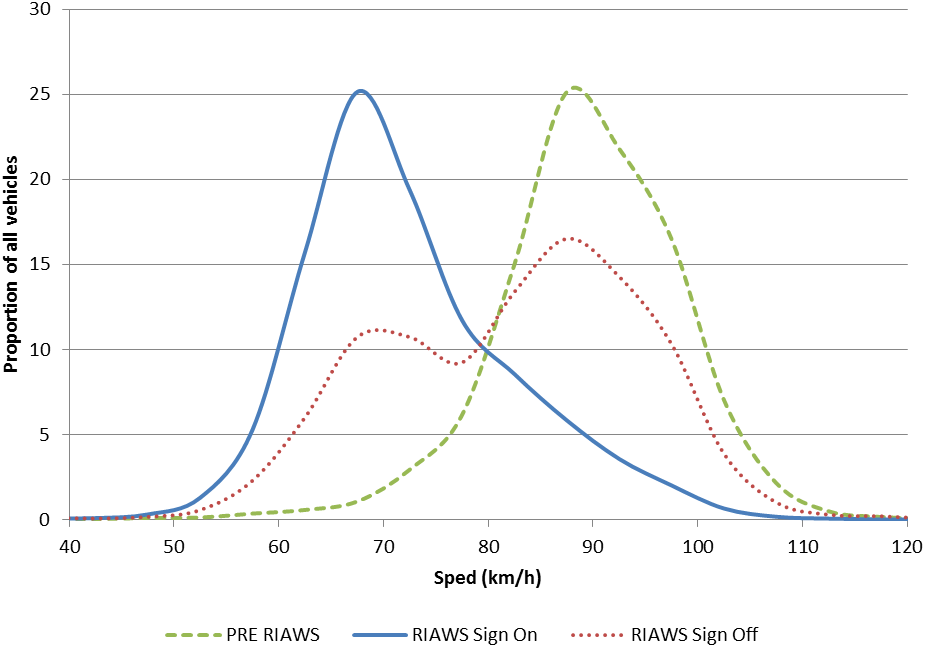 30
25
20
15
10
5
0
Proportion of all vehicles
40 50 60 70 80 90 100 110 120
Sped (km/h)
PRE RIAWS RIAWS Sign On RIAWS Sign Off